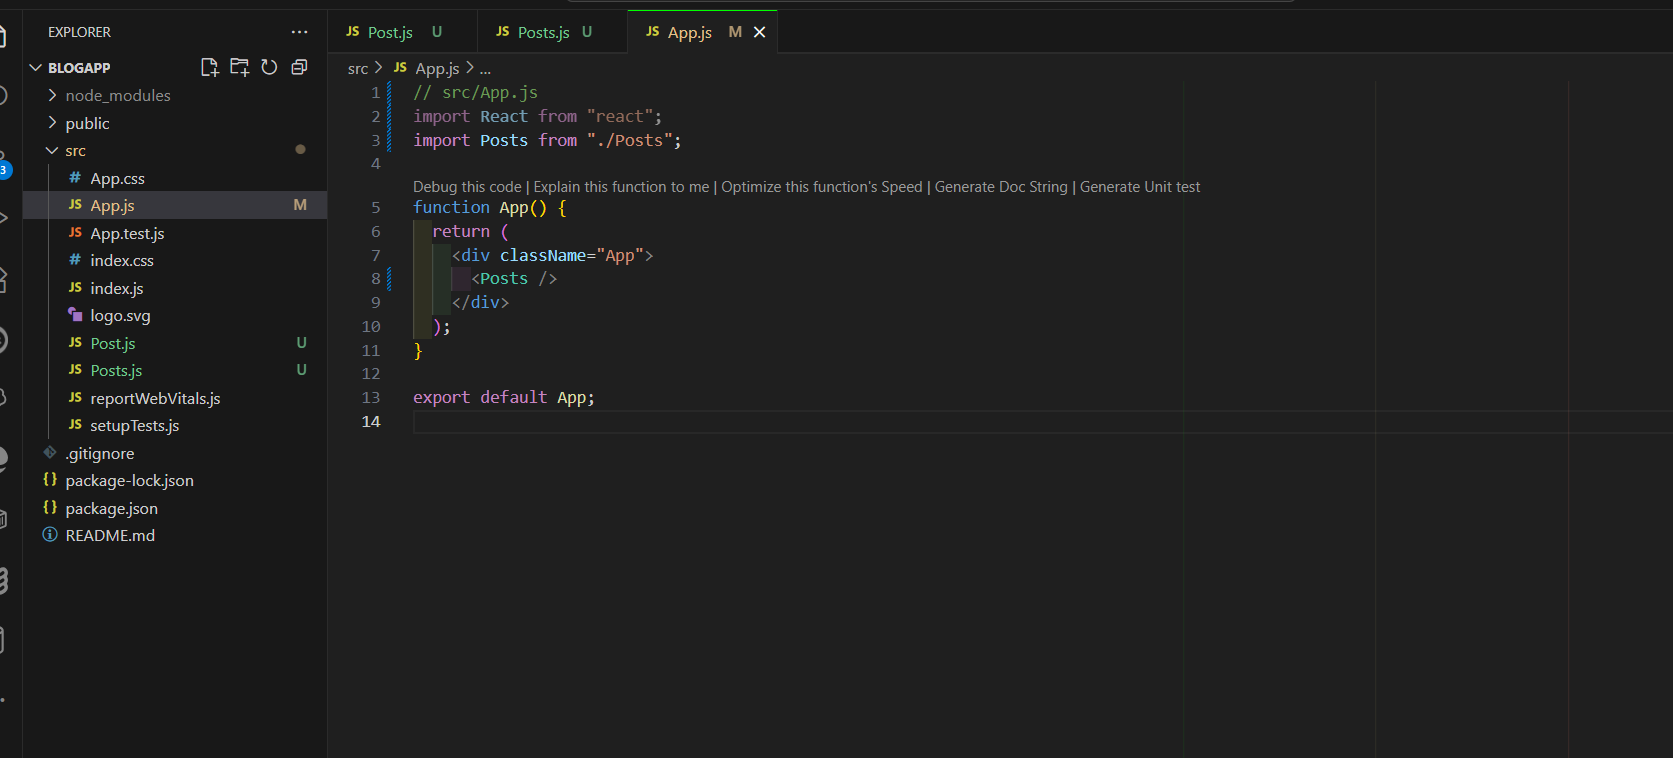 EXPLORER
BLOGAPP
node_modules
public
src
# App.css
JS App.js M
JS App.test.js
# index.css
JS index.js
logo.svg
JS Post.js U
JS Posts.js U
JS reportWebVitals.js
JS setupTests.js
.gitignore
{} package-lock.json
{} package.json
README.md
3
JS Post.js U
JS Posts.js U
JS App.js M
src > JS App.js > ...
1 // src/App.js
2 import React from "react";
3 import Posts from "./Posts";
4
Debug this code | Explain this function to me | Optimize this function's Speed | Generate Doc String | Generate Unit test
5 function App() {
6 return (
7 <div className="App">
8 <Posts />
9 </div>
10 );
11 }
12
13 export default App;
14